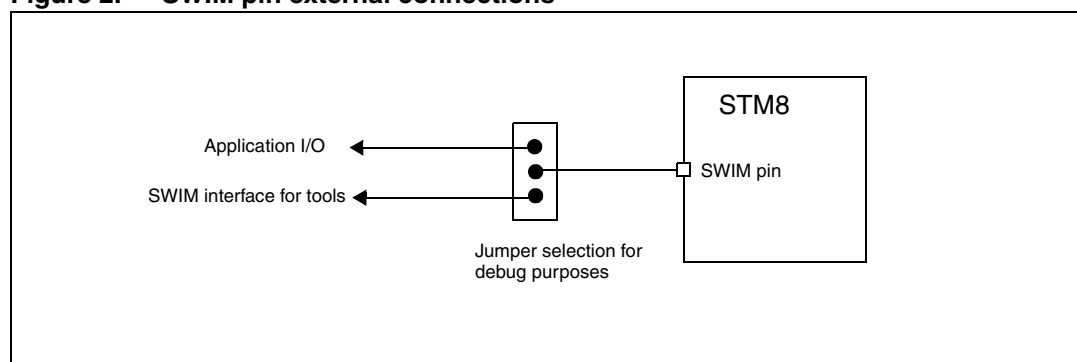 Figure 2. SWIM pin external connections
STM8
Application I/O
SWIM pin
SWIM interface for tools
Jumper selection for
debug purposes